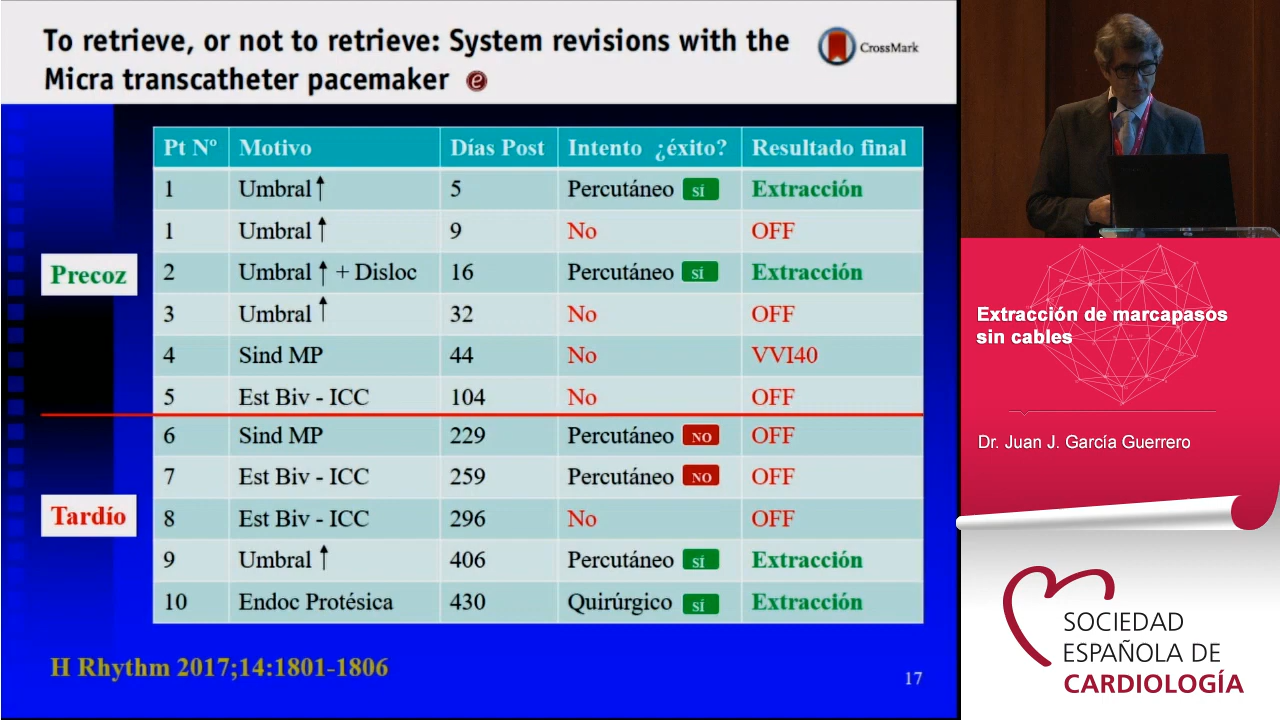 To retrieve, or not to retrieve: System revisions with the
Micra transcatheter pacemaker e
CrossMark
Pt Nº Motivo Días Post Intento ¿éxito? Resultado final
1 Umbral ↑ 5 Percutáneo SÍ Extracción
1 Umbral ↑ 9 No OFF
2 Umbral ↑ + Disloc 16 Percutáneo SÍ Extracción
3 Umbral ↑ 32 No OFF
4 Sind MP 44 No VVI40
5 Est Biv - ICC 104 No OFF
6 Sind MP 229 Percutáneo NO OFF
7 Est Biv - ICC 259 Percutáneo NO OFF
8 Est Biv - ICC 296 No OFF
9 Umbral ↑ 406 Percutáneo SÍ Extracción
10 Endoc Protésica 430 Quirúrgico SÍ Extracción
Precoz
Tardío
H Rhythm 2017;14:1801-1806
17
Extracción de marcapasos
sin cables
Dr. Juan J. García Guerrero
SOCIEDAD
ESPAÑOLA DE
CARDIOLOGÍA